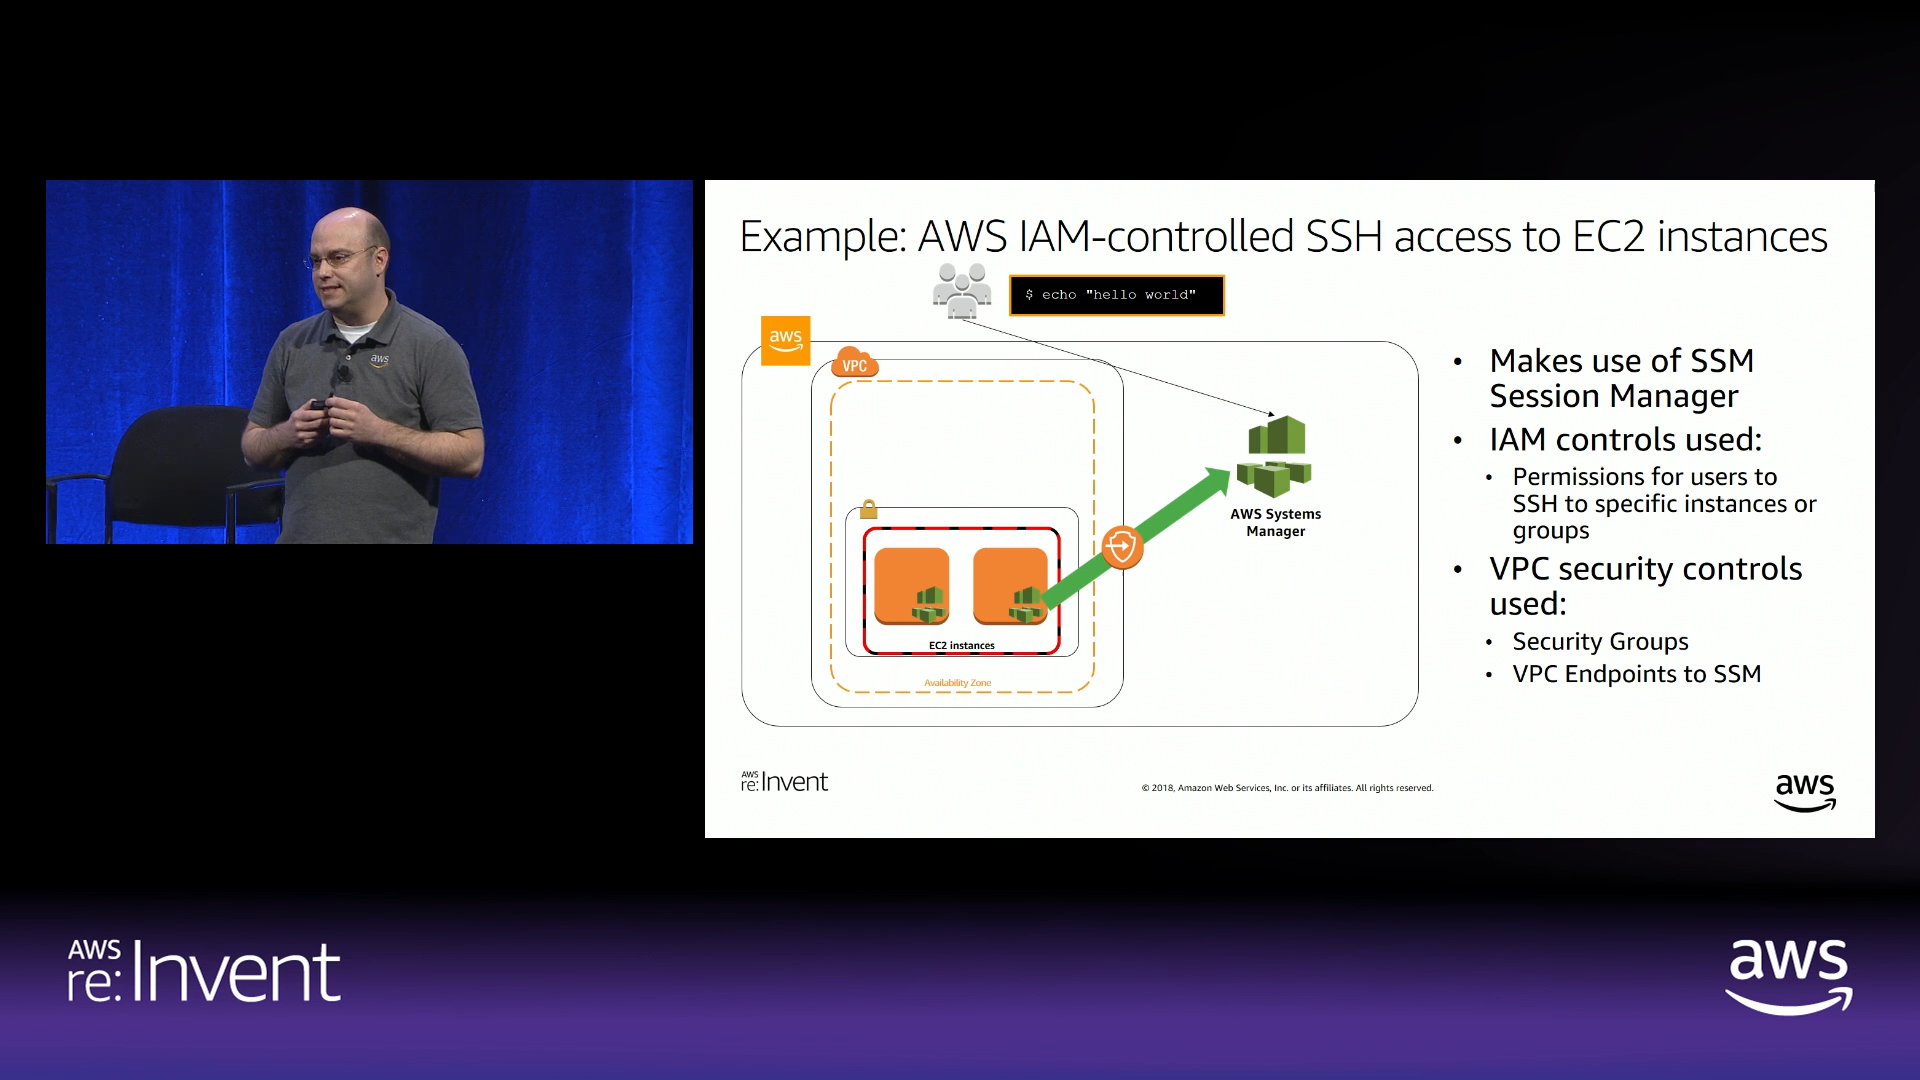 Example: AWS IAM-controlled SSH access to EC2 instances
$ echo "hello world"
aws
VPC
AWS Systems
Manager
EC2 instances
Availability Zone
• Makes use of SSM
Session Manager
• IAM controls used:
• Permissions for users to
SSH to specific instances or
groups
• VPC security controls
used:
• Security Groups
• VPC Endpoints to SSM
AWS
re:Invent
© 2018, Amazon Web Services, Inc. or its affiliates. All rights reserved.
aws
aws
AWS
re:Invent
aws